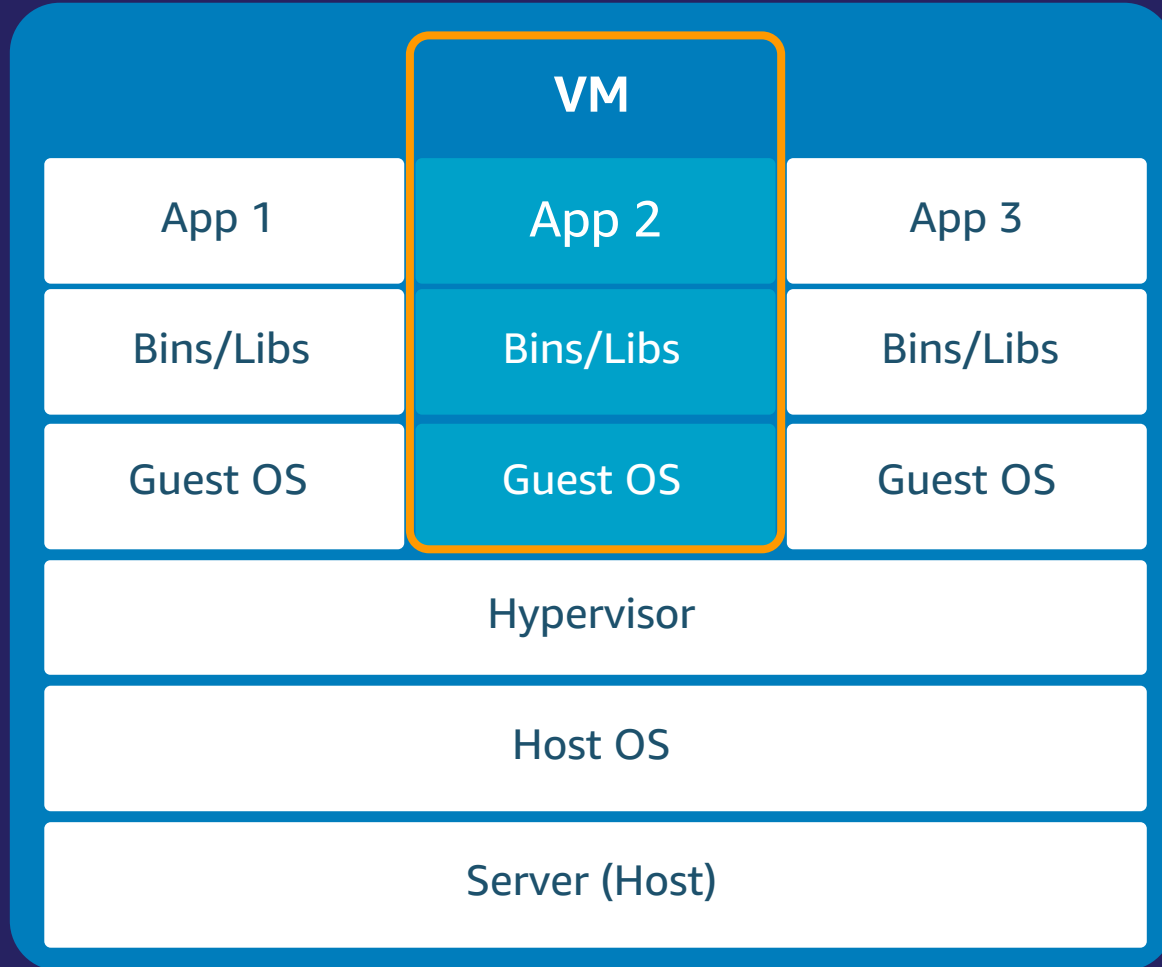 VM
App 1
App 2
App 3
Bins/Libs
Bins/Libs
Bins/Libs
Guest OS
Guest OS
Guest OS
Hypervisor
Host OS
Server (Host)